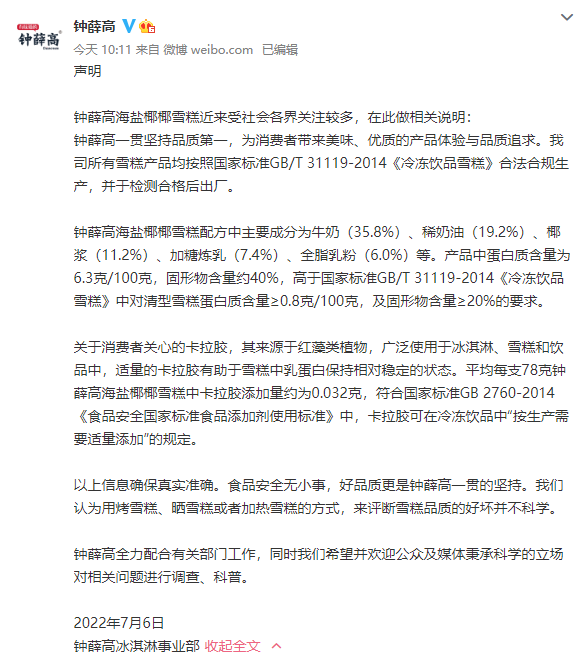 钟薛高
钟薛高
今天 10:11 来自 微博 weibo.com 已编辑
声明
钟薛高海盐椰椰雪糕近来受社会各界关注较多，在此做相关说明：
钟薛高一贯坚持品质第一，为消费者带来美味、优质的产品体验与品质追求。我
司所有雪糕产品均按照国家标准GB/T 31119-2014《冷冻饮品雪糕》合法合规生
产，并于检测合格后出厂。
钟薛高海盐椰椰雪糕配方中主要成分为牛奶（35.8%）、稀奶油（19.2%）、椰
浆（11.2%）、加糖炼乳（7.4%）、全脂乳粉（6.0%）等。产品中蛋白质含量为
6.3克/100克，固形物含量约40%，高于国家标准GB/T 31119-2014《冷冻饮品
雪糕》中对清型雪糕蛋白质含量≥0.8克/100克，及固形物含量≥20%的要求。
关于消费者关心的卡拉胶，其来源于红藻类植物，广泛使用于冰淇淋、雪糕和饮
品中，适量的卡拉胶有助于雪糕中乳蛋白保持相对稳定的状态。平均每支78克钟
薛高海盐椰椰雪糕中卡拉胶添加量约为0.032克，符合国家标准GB 2760-2014
《食品安全国家标准食品添加剂使用标准》中，卡拉胶可在冷冻饮品中“按生产需
要适量添加”的规定。
以上信息确保真实准确。食品安全无小事，好品质更是钟薛高一贯的坚持。我们
认为用烤雪糕、晒雪糕或者加热雪糕的方式，来评断雪糕品质的好坏并不科学。
钟薛高全力配合有关部门工作，同时我们希望并欢迎公众及媒体秉承科学的立场
对相关问题进行调查、科普。
2022年7月6日
钟薛高冰淇淋事业部 收起全文